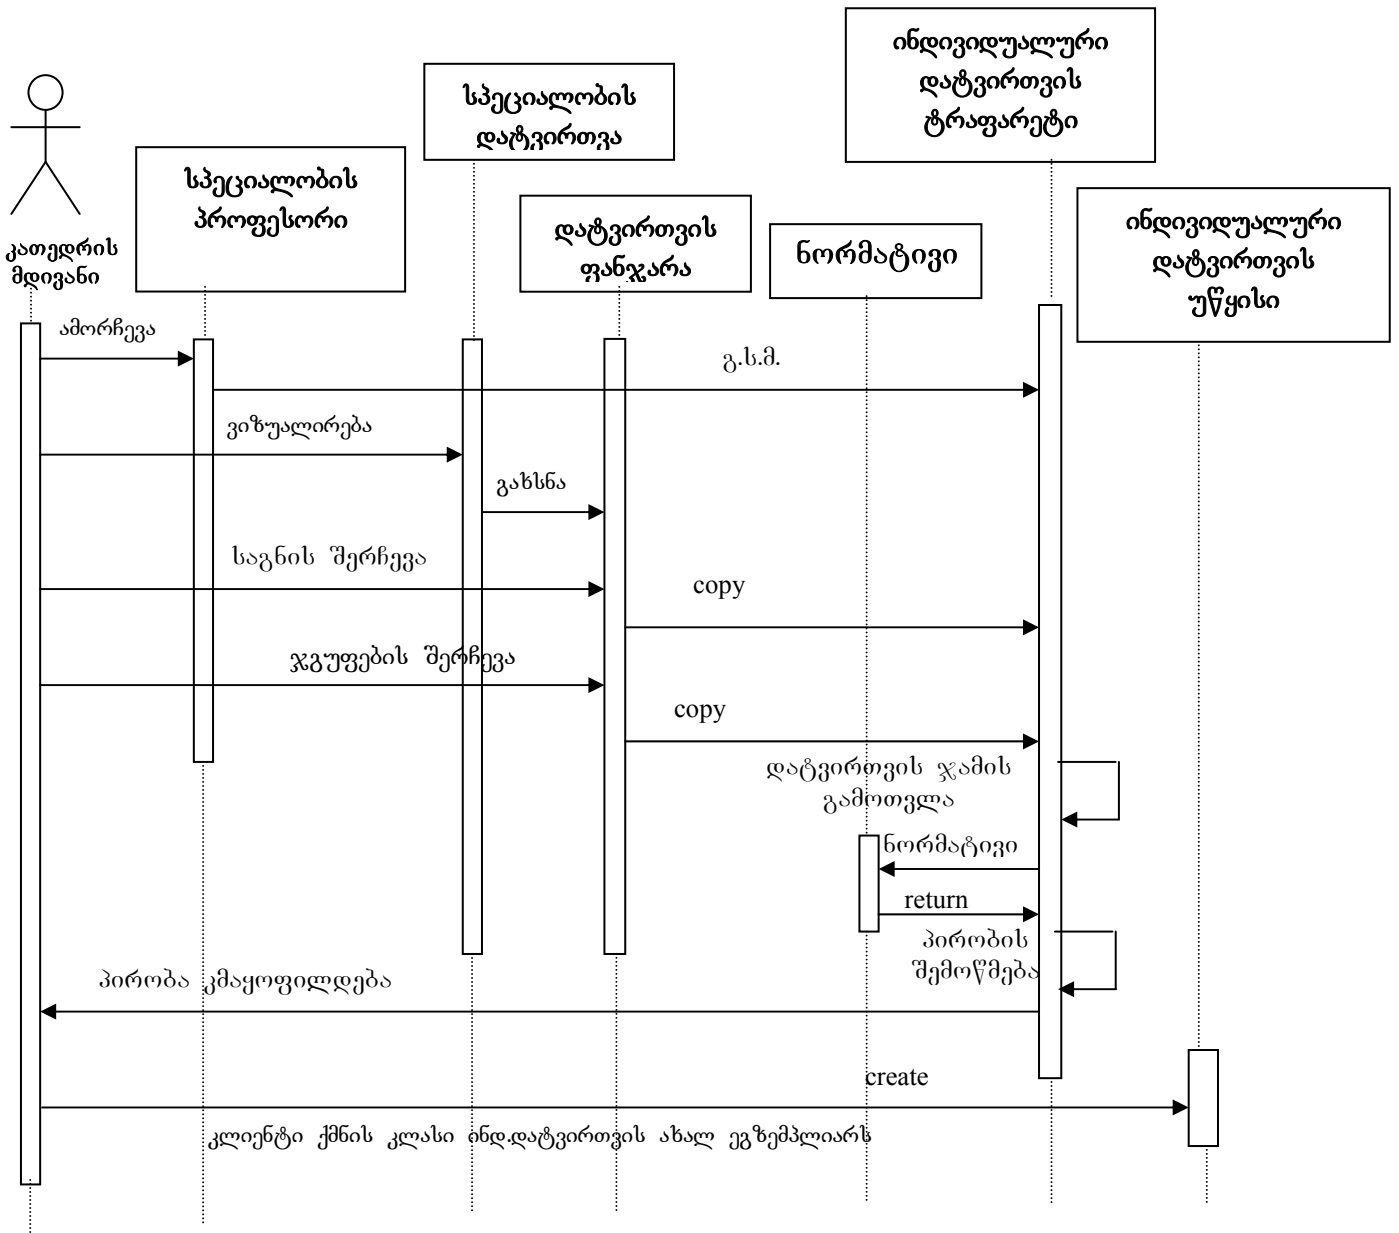 ინდივიდუალური
დატვირთვის
ტრაფარეტი
სპეციალობის
დატვირთვა
სპეციალობის
პროფესორი
დატვირთვის
ფანჯარა
ნორმატივი
ინდივიდუალური
დატვირთვის
უწყისი
კათედრის
მდივანი
ამორჩევა
გ.ს.მ.
ვიზუალირება
გახსნა
საგნის შერჩევა
copy
ჯგუფების შერჩევა
copy
დატვირთვის ჯამის
გამოთვლა
ნორმატივი
return
პირობის
შემოწმება
პირობა კმაყოფილდება
create
კლიენტი ქმნის კლასი ინდ.დატვირთვის ახალ ეგზემპლიარს